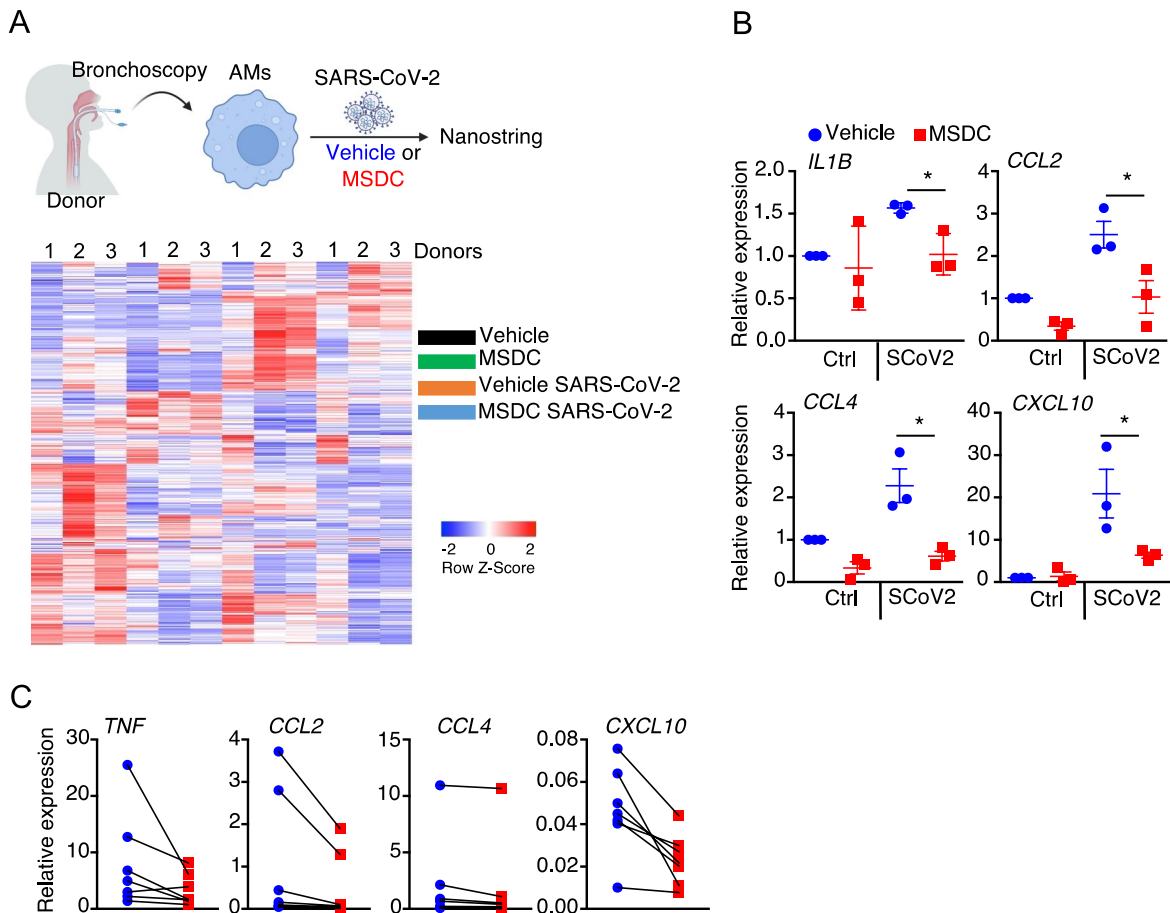 A
Bronchoscopy
AMs
SARS-CoV-2
Vehicle or
MSDC
Nanostring
Donor
1 2 3 1 2 3 1 2 3 1 2 3 Donors
Vehicle
MSDC
Vehicle SARS-CoV-2
MSDC SARS-CoV-2
-2 0 2
Row Z-Score
B
Vehicle MSDC
IL1B
Relative expression
2.0
1.5
1.0
0.5
0.0
*
Ctrl SCoV2
CCL2
6
4
2
0
*
Ctrl SCoV2
CCL4
Relative expression
4
3
2
1
0
*
Ctrl SCoV2
CXCL10
40
30
20
10
0
*
Ctrl SCoV2
C
TNF
Relative expression
30
20
10
0
CCL2
4
3
2
1
0
CCL4
15
10
5
0
CXCL10
0.08
0.06
0.04
0.02
0.00